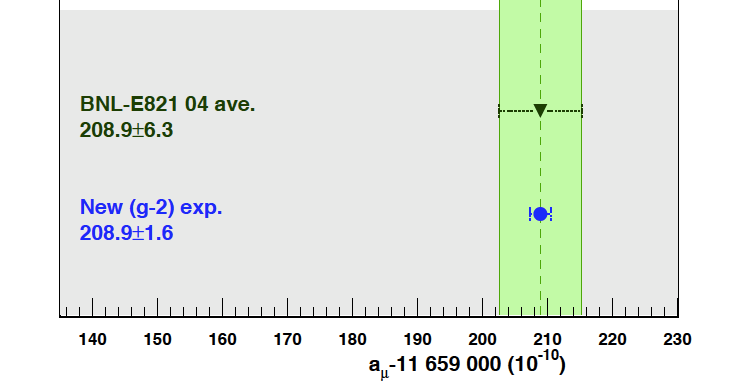 BNL-E821 04 ave.
208.9±6.3
New (g-2) exp.
208.9±1.6
140 150 160 170 180 190 200 210 220 230
aμ-11 659 000 (10⁻¹⁰)